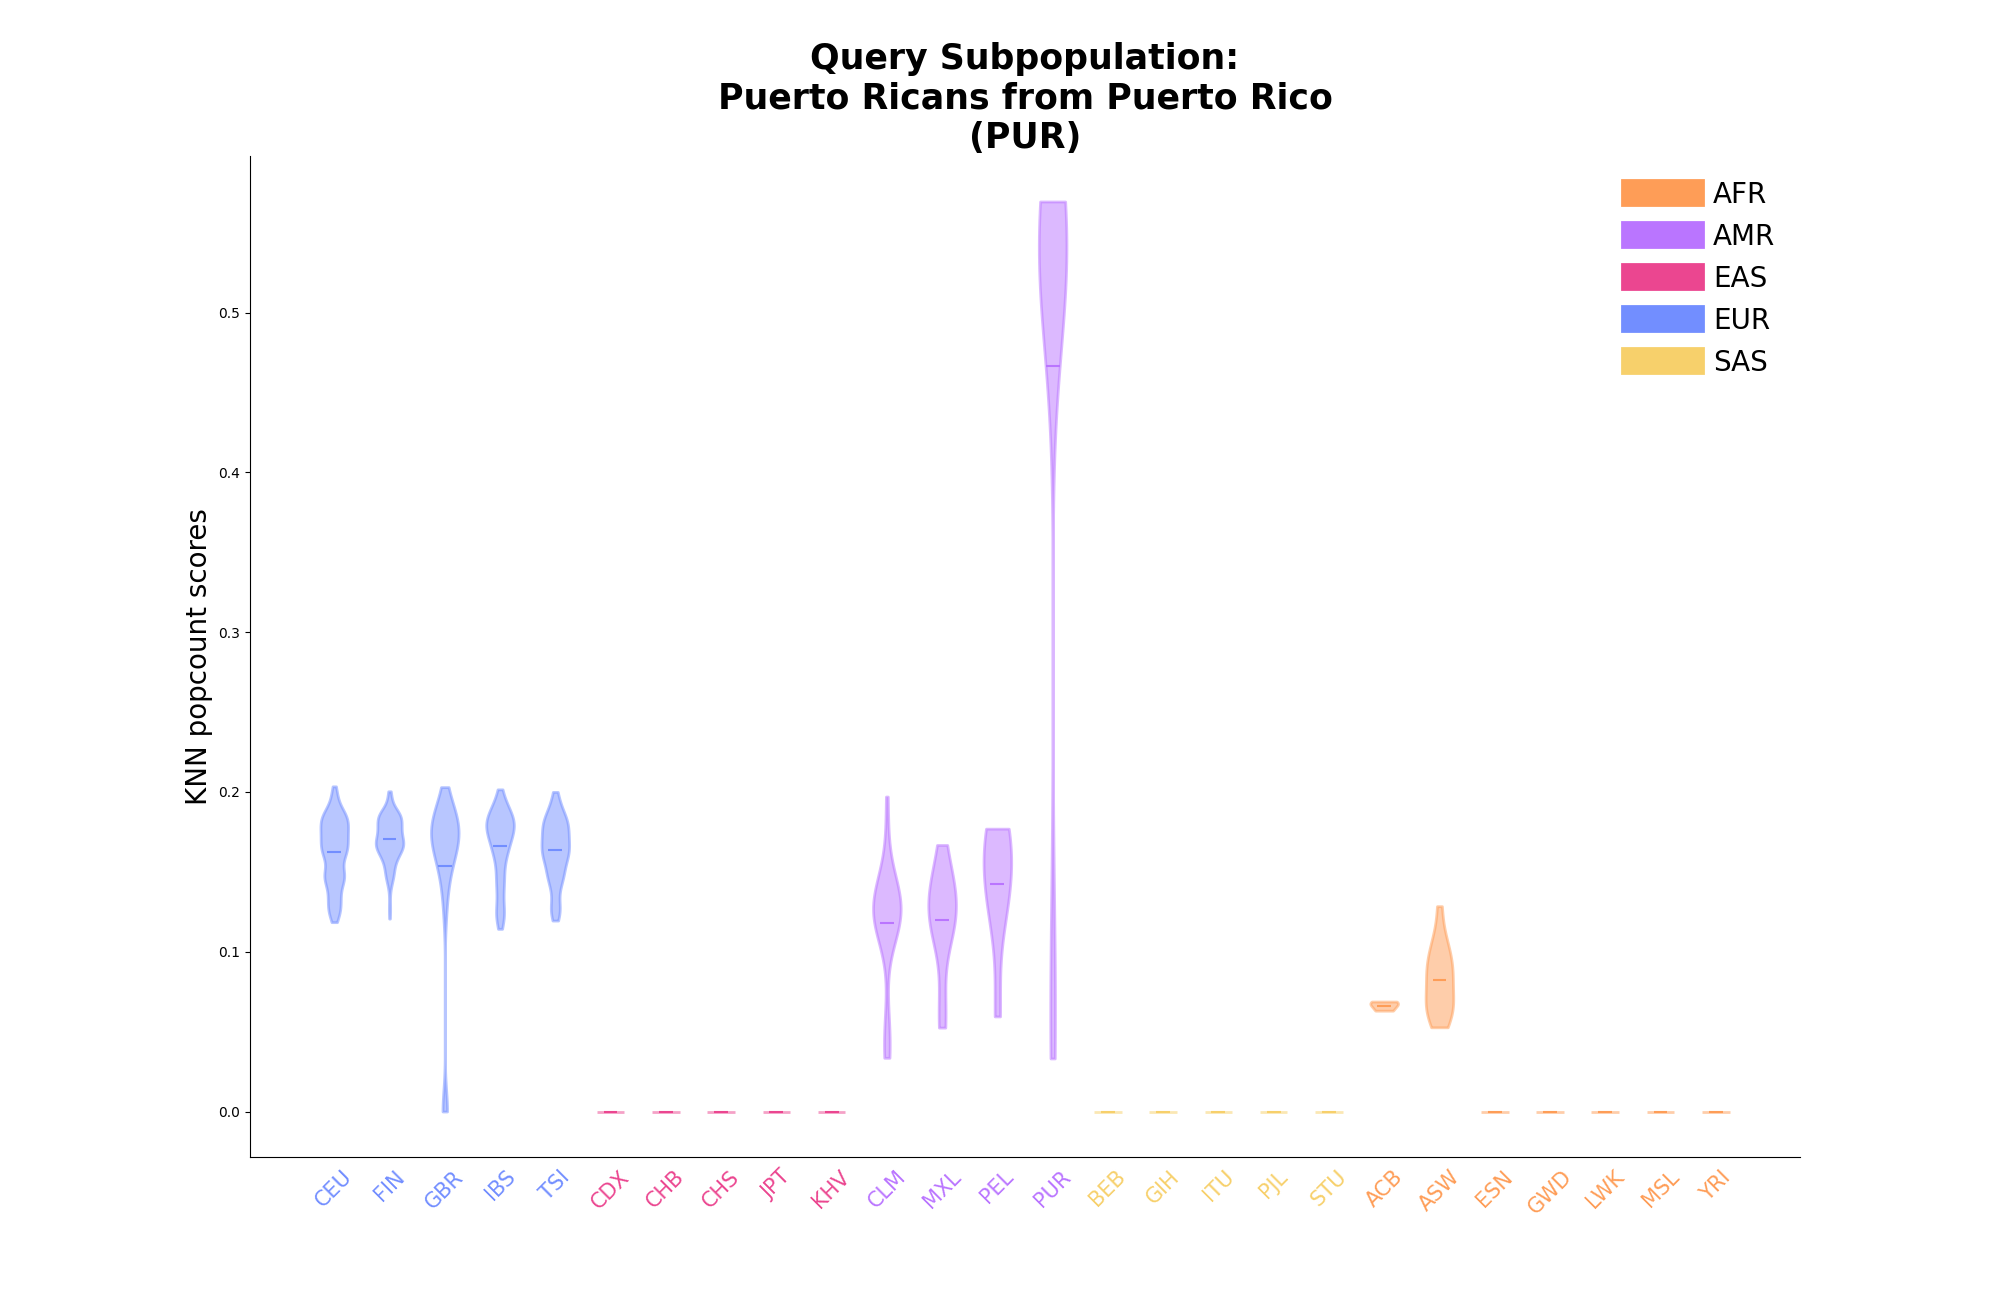 Query Subpopulation:
Puerto Ricans from Puerto Rico
(PUR)
AFR
AMR
EAS
EUR
SAS
KNN popcount scores
0.5
0.4
0.3
0.2
0.1
0.0
CEU FIN GBR IBS TSI CDX CHB CHS JPT KHV CLM MXL PEL PUR BEB GIH ITU PJL STU ACB ASW ESN GWD LWK MSL YRI